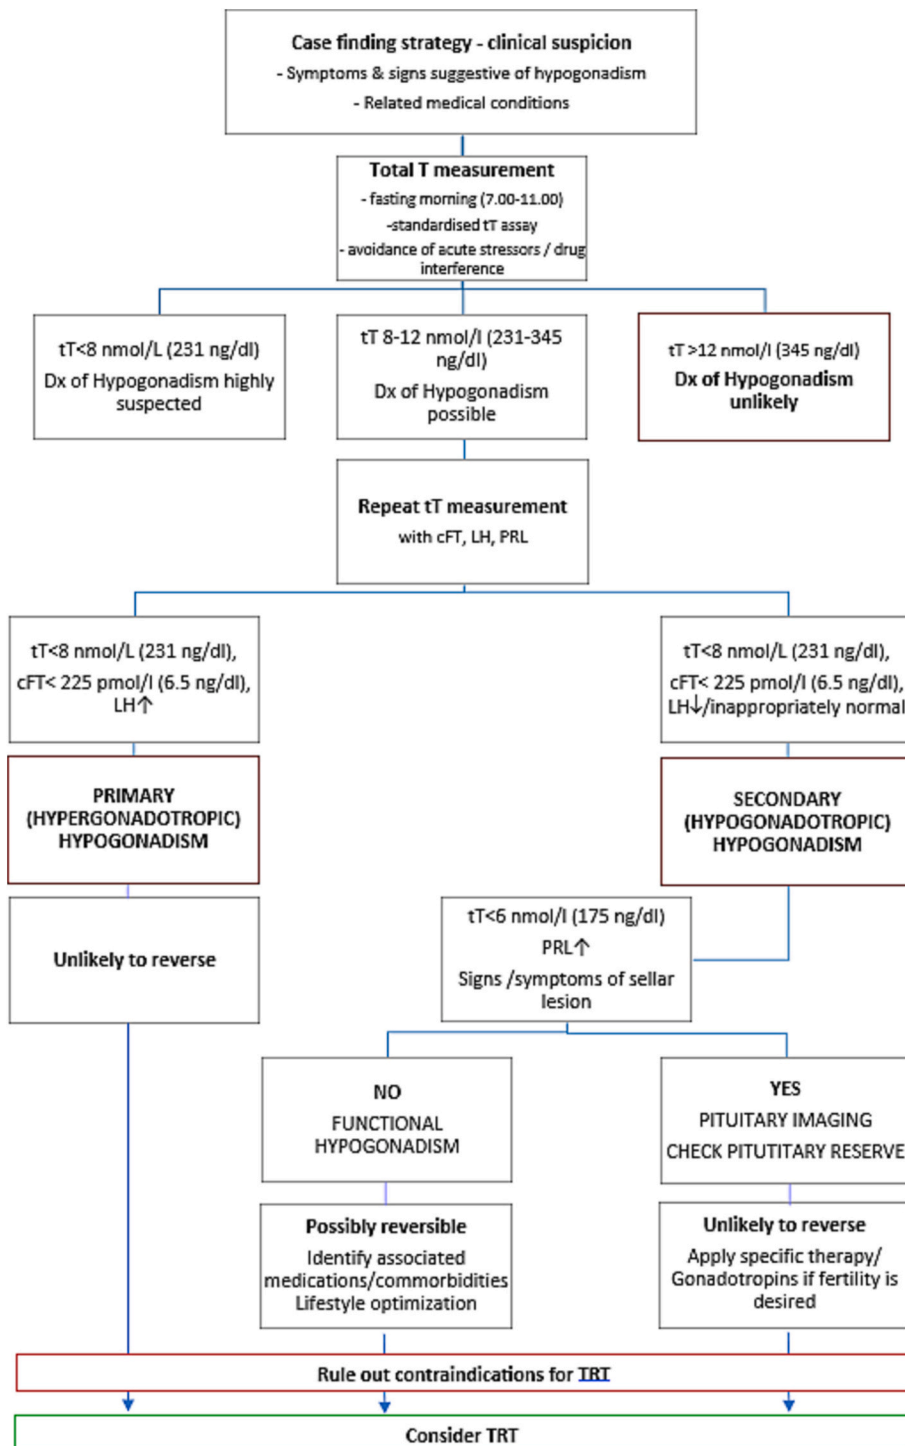 Case finding strategy - clinical suspicion
- Symptoms & signs suggestive of hypogonadism
- Related medical conditions
Total T measurement
- fasting morning (7.00-11.00)
-standardised tT assay
- avoidance of acute stressors / drug
interference
tT<8 nmol/L (231 ng/dl)
Dx of Hypogonadism highly
suspected
tT 8-12 nmol/l (231-345
ng/dl)
Dx of Hypogonadism
possible
tT >12 nmol/l (345 ng/dl)
Dx of Hypogonadism
unlikely
Repeat tT measurement
with cFT, LH, PRL
tT<8 nmol/L (231 ng/dl),
cFT< 225 pmol/l (6.5 ng/dl),
LH↑
tT<8 nmol/L (231 ng/dl),
cFT< 225 pmol/l (6.5 ng/dl),
LH↓/inappropriately normal
PRIMARY
(HYPERGONADOTROPIC)
HYPOGONADISM
SECONDARY
(HYPOGONADOTROPIC)
HYPOGONADISM
Unlikely to reverse
tT<6 nmol/l (175 ng/dl)
PRL↑
Signs /symptoms of sellar
lesion
NO
FUNCTIONAL
HYPOGONADISM
YES
PITUITARY IMAGING
CHECK PITUTITARY RESERVE
Possibly reversible
Identify associated
medications/commorbidities
Lifestyle optimization
Unlikely to reverse
Apply specific therapy/
Gonadotropins if fertility is
desired
Rule out contraindications for TRT
Consider TRT